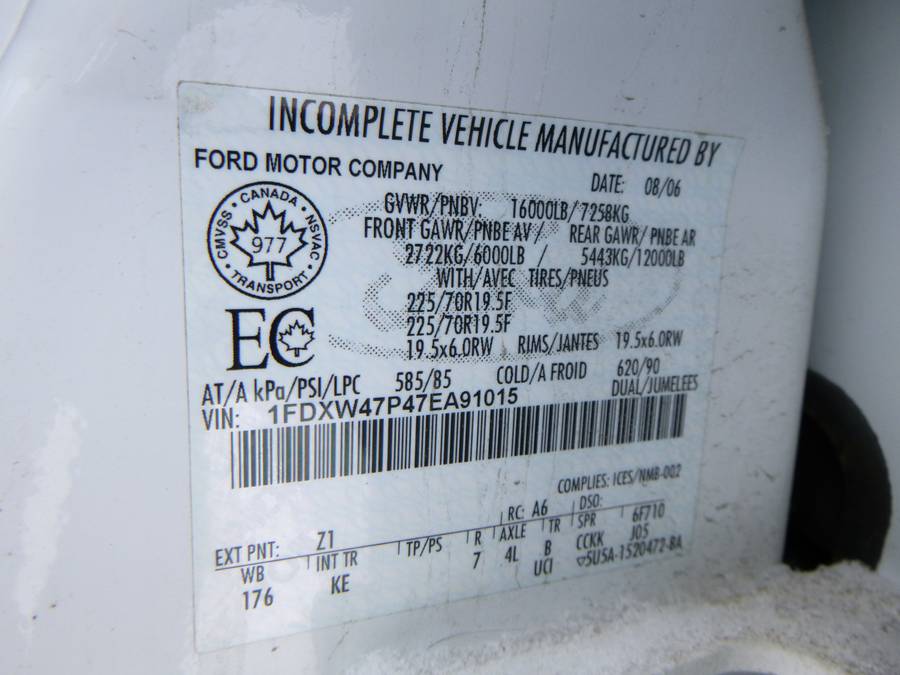 INCOMPLETE VEHICLE MANUFACTURED BY
FORD MOTOR COMPANY
DATE: 08/06
GVWR/PNBV: 16000LB/7258KG
FRONT GAWR/PNBE AV/ REAR GAWR/PNBE AR
2722KG/6000LB / 5443KG/12000LB
WITH/AVEC TIRES/PNEUS
225/70R19.5F
225/70R19.5F
19.5x6.0RW RIMS/JANTES 19.5x6.0RW
CMVSS · CANADA · NSVAC · TRANSPORT ·
977
EC
AT/A kPa/PSI/LPC 585/85 COLD/A FROID 620/90
DUAL/JUMELEES
VIN: 1FDXW47P47EA91015
COMPLIES: ICES/NMB-002
EXT PNT: Z1 RC: A6 DSO: 6F710
WB INT TR TP/PS R AXLE TR SPR J05
176 KE 7 4L B CCKK
UCI ▽5U5A-1520472-BA